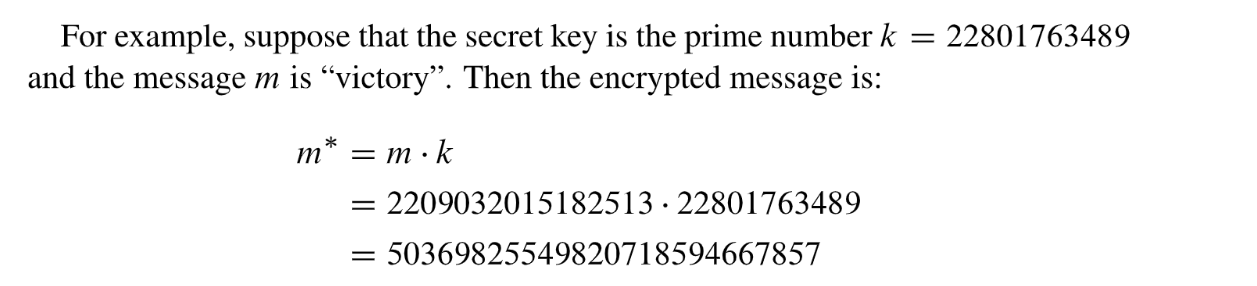 For example, suppose that the secret key is the prime number k = 22801763489
and the message m is “victory”. Then the encrypted message is:
m* = m · k
= 2209032015182513 · 22801763489
= 50369825549820718594667857